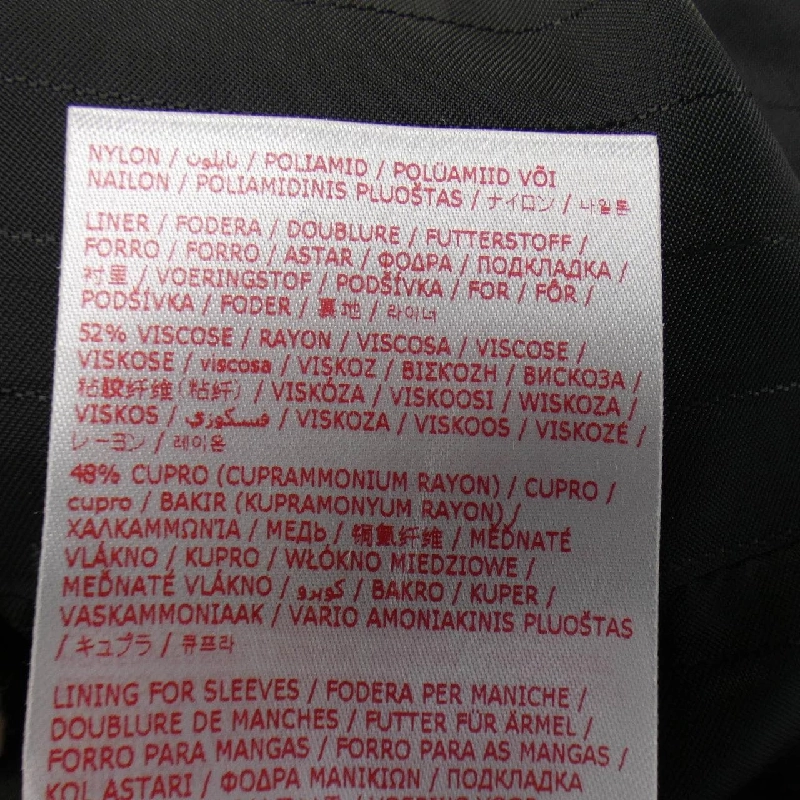 NYLON / نايلون / POLIAMID / POLÜAMIID VÕI
NAILON / POLIAMIDINIS PLUOŠTAS / ナイロン / 나일론
LINER / FODERA / DOUBLURE / FUTTERSTOFF /
FORRO / FORRO / ASTAR / ΦΟΔΡΑ / ПОДКЛАДКА /
衬里 / VOERINGSTOF / PODŠÍVKA / FOR / FÔR /
PODŠÍVKA / FODER / 裏地 / 라이너
52% VISCOSE / RAYON / VISCOSA / VISCOSE /
VISKOSE / viscosa / VISKOZ / ΒΙΣΚΟΖΗ / ВИСКОЗА /
粘胶纤维(粘纤) / VISKÓZA / VISKOOSI / WISKOZA /
VISKOS / فسكوزي / VISKOZA / VISKOOS / VISKOZĖ /
レーヨン / 레이온
48% CUPRO (CUPRAMMONIUM RAYON) / CUPRO /
cupro / BAKIR (KUPRAMONYUM RAYON) /
ΧΑΛΚΑΜΜΩΝΊΑ / МЕДЬ / 铜氨纤维 / MĚDNATÉ
VLÁKNO / KUPRO / WŁÓKNO MIEDZIOWE /
MEĎNATÉ VLÁKNO / كوبرو / BAKRO / KUPER /
VASKAMMONIAAK / VARIO AMONIAKINIS PLUOŠTAS
/ キュプラ / 큐프라
LINING FOR SLEEVES / FODERA PER MANICHE /
DOUBLURE DE MANCHES / FUTTER FÜR ÄRMEL /
FORRO PARA MANGAS / FORRO PARA AS MANGAS /
KOL ASTARI / ΦΟΔΡΑ ΜΑΝΙΚΙΩΝ / ПОДКЛАДКА